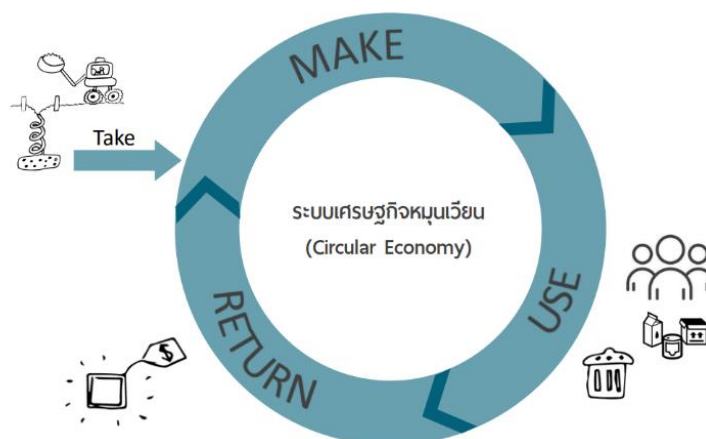 MAKE
Take
ระบบเศรษฐกิจหมุนเวียน
(Circular Economy)
USE
RETURN
$